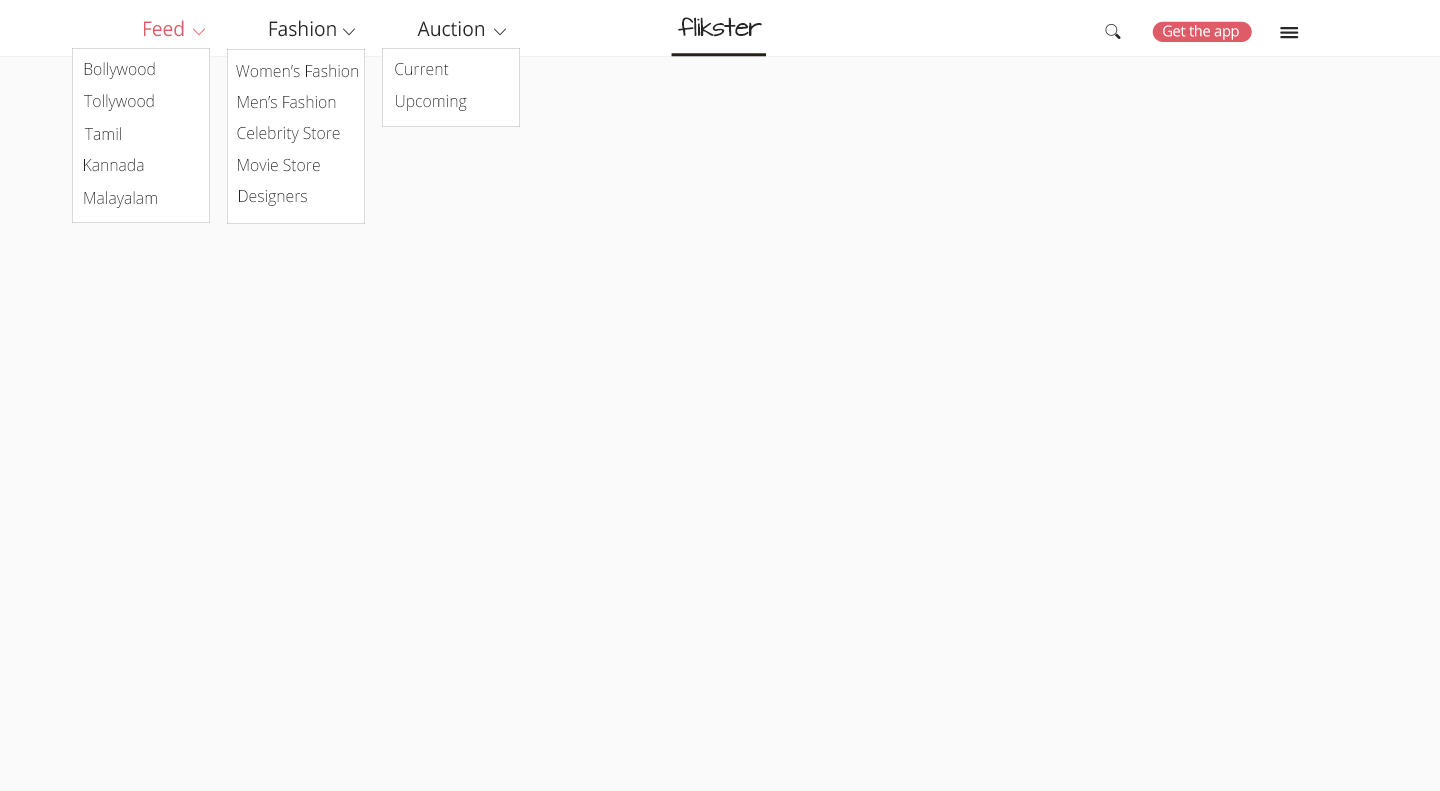 Feed
Fashion
Auction
flikster
Get the app
Bollywood
Tollywood
Tamil
Kannada
Malayalam
Women’s Fashion
Men’s Fashion
Celebrity Store
Movie Store
Designers
Current
Upcoming